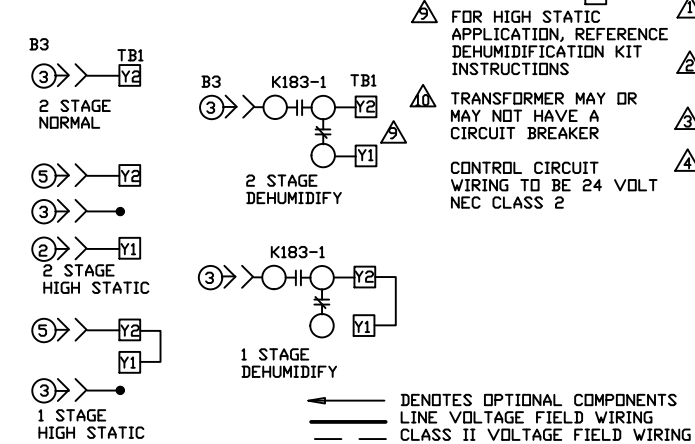 B3
TB1
3 Y2
2 STAGE
NORMAL
5 Y2
3
2 Y1
2 STAGE
HIGH STATIC
5 Y2
Y1
3
1 STAGE
HIGH STATIC
B3 K183-1 TB1
3 Y2
9
Y1
2 STAGE
DEHUMIDIFY
K183-1
3 Y2
Y1
1 STAGE
DEHUMIDIFY
9 FOR HIGH STATIC
APPLICATION, REFERENCE
DEHUMIDIFICATION KIT
INSTRUCTIONS
10 TRANSFORMER MAY OR
MAY NOT HAVE A
CIRCUIT BREAKER
CONTROL CIRCUIT
WIRING TO BE 24 VOLT
NEC CLASS 2
1
2
3
4
DENOTES OPTIONAL COMPONENTS
LINE VOLTAGE FIELD WIRING
CLASS II VOLTAGE FIELD WIRING